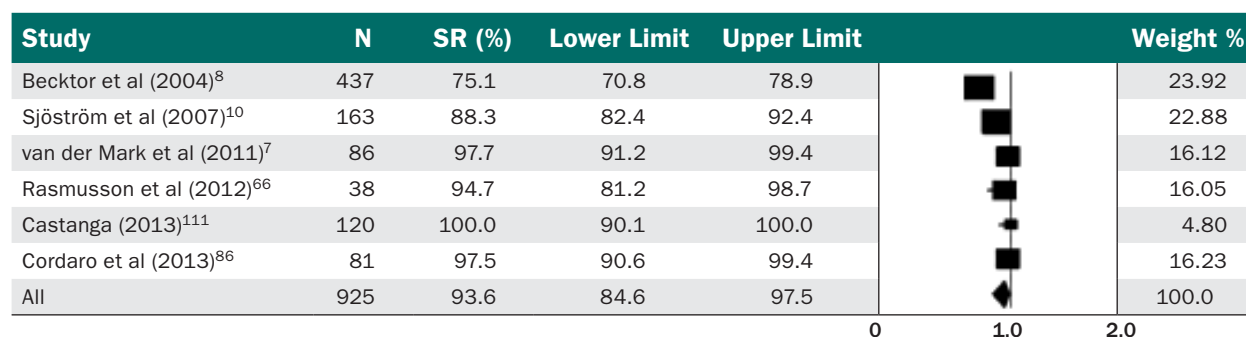 Study N SR (%) Lower Limit Upper Limit Weight %
Becktor et al (2004)8 437 75.1 70.8 78.9 23.92
Sjöström et al (2007)10 163 88.3 82.4 92.4 22.88
van der Mark et al (2011)7 86 97.7 91.2 99.4 16.12
Rasmusson et al (2012)66 38 94.7 81.2 98.7 16.05
Castanga (2013)111 120 100.0 90.1 100.0 4.80
Cordaro et al (2013)86 81 97.5 90.6 99.4 16.23
All 925 93.6 84.6 97.5 100.0
0 1.0 2.0